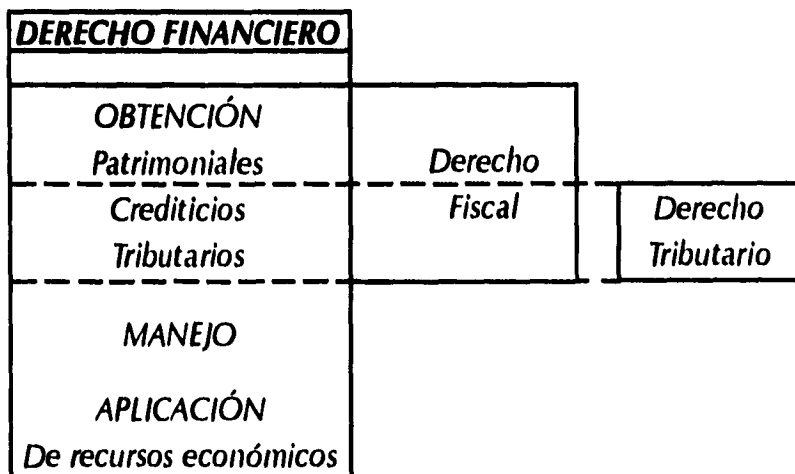 DERECHO FINANCIERO
OBTENCIÓN
Patrimoniales
Crediticios
Tributarios
MANEJO
APLICACIÓN
De recursos económicos
Derecho
Fiscal
Derecho
Tributario